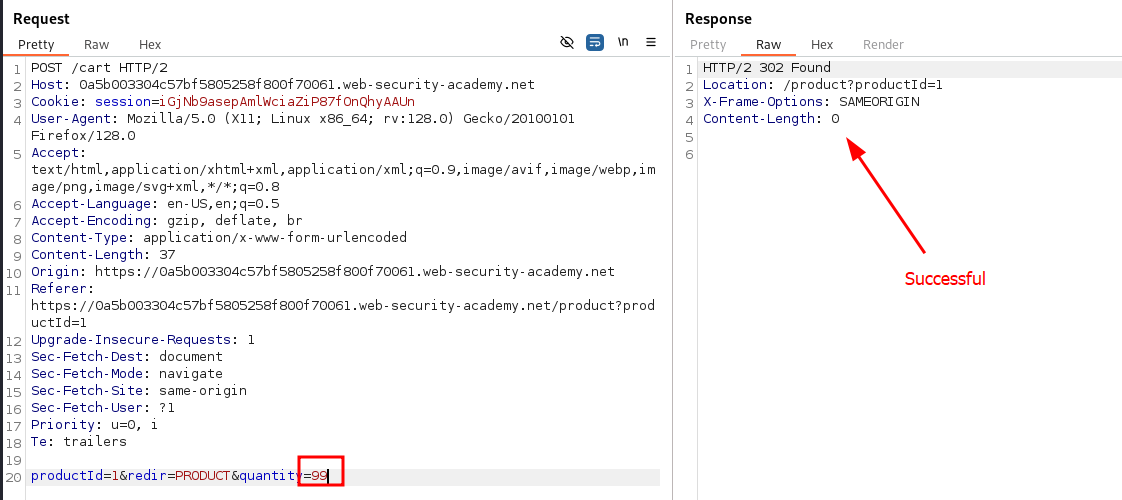 Request
Pretty Raw Hex
\n
1 POST /cart HTTP/2
2 Host: 0a5b003304c57bf5805258f800f70061.web-security-academy.net
3 Cookie: session=iGjNb9asepAmlWciaZiP87fOnQhyAAUn
4 User-Agent: Mozilla/5.0 (X11; Linux x86_64; rv:128.0) Gecko/20100101
Firefox/128.0
5 Accept:
text/html,application/xhtml+xml,application/xml;q=0.9,image/avif,image/webp,im
age/png,image/svg+xml,*/*;q=0.8
6 Accept-Language: en-US,en;q=0.5
7 Accept-Encoding: gzip, deflate, br
8 Content-Type: application/x-www-form-urlencoded
9 Content-Length: 37
10 Origin: https://0a5b003304c57bf5805258f800f70061.web-security-academy.net
11 Referer:
https://0a5b003304c57bf5805258f800f70061.web-security-academy.net/product?prod
uctId=1
12 Upgrade-Insecure-Requests: 1
13 Sec-Fetch-Dest: document
14 Sec-Fetch-Mode: navigate
15 Sec-Fetch-Site: same-origin
16 Sec-Fetch-User: ?1
17 Priority: u=0, i
18 Te: trailers
19
20 productId=1&redir=PRODUCT&quantity=99
Response
Pretty Raw Hex Render
1 HTTP/2 302 Found
2 Location: /product?productId=1
3 X-Frame-Options: SAMEORIGIN
4 Content-Length: 0
5
6
Successful